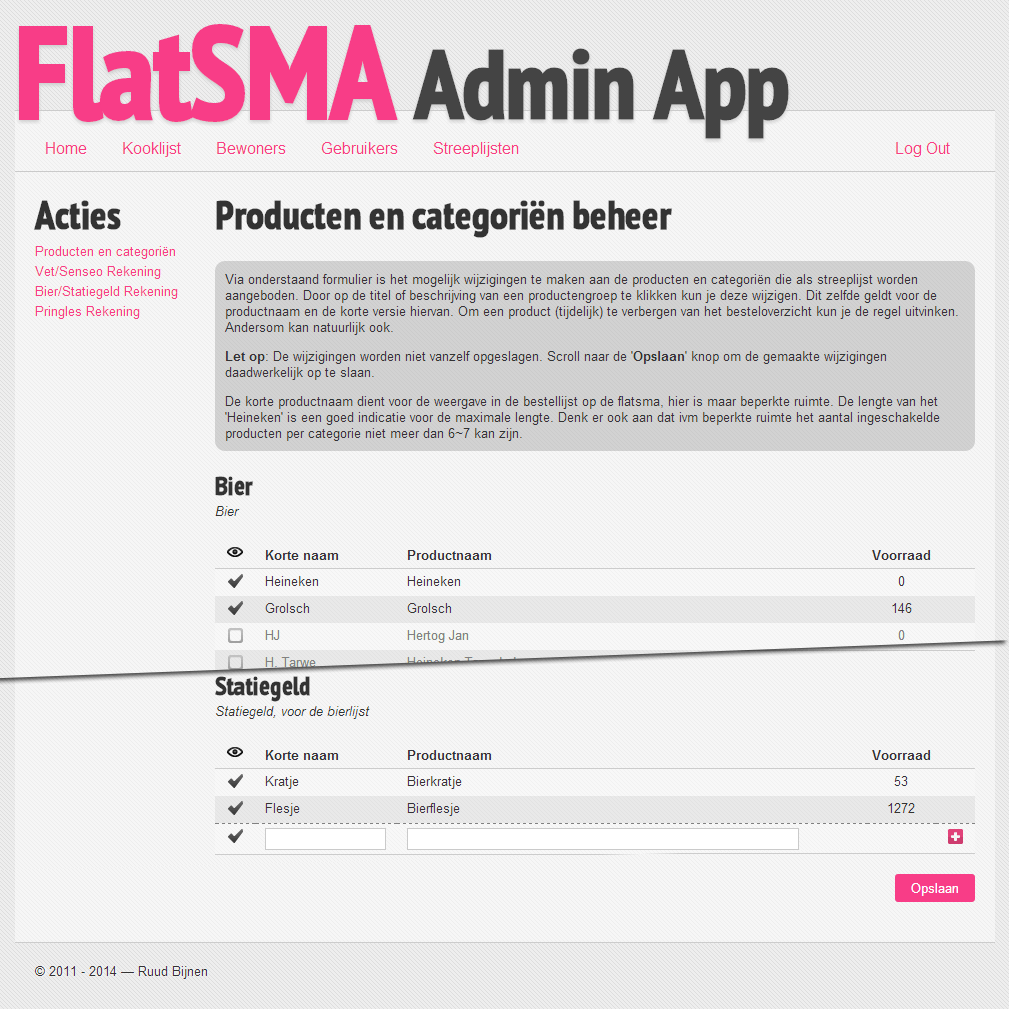 FlatSMA Admin App
Home Kooklijst Bewoners Gebruikers Streeplijsten Log Out
Acties
Producten en categoriën
Vet/Senseo Rekening
Bier/Statiegeld Rekening
Pringles Rekening
Producten en categoriën beheer
Via onderstaand formulier is het mogelijk wijzigingen te maken aan de producten en categoriën die als streeplijst worden
aangeboden. Door op de titel of beschrijving van een productengroep te klikken kun je deze wijzigen. Dit zelfde geldt voor de
productnaam en de korte versie hiervan. Om een product (tijdelijk) te verbergen van het besteloverzicht kun je de regel uitvinken.
Andersom kan natuurlijk ook.
Let op: De wijzigingen worden niet vanzelf opgeslagen. Scroll naar de 'Opslaan' knop om de gemaakte wijzigingen
daadwerkelijk op te slaan.
De korte productnaam dient voor de weergave in de bestellijst op de flatsma, hier is maar beperkte ruimte. De lengte van het
'Heineken' is een goed indicatie voor de maximale lengte. Denk er ook aan dat ivm beperkte ruimte het aantal ingeschakelde
producten per categorie niet meer dan 6~7 kan zijn.
Bier
Bier
Korte naam Productnaam Voorraad
Heineken Heineken 0
Grolsch Grolsch 146
HJ Hertog Jan 0
H. Tarwe Heineken
Statiegeld
Statiegeld, voor de bierlijst
Korte naam Productnaam Voorraad
Kratje Bierkratje 53
Flesje Bierflesje 1272
Opslaan
© 2011 - 2014 — Ruud Bijnen